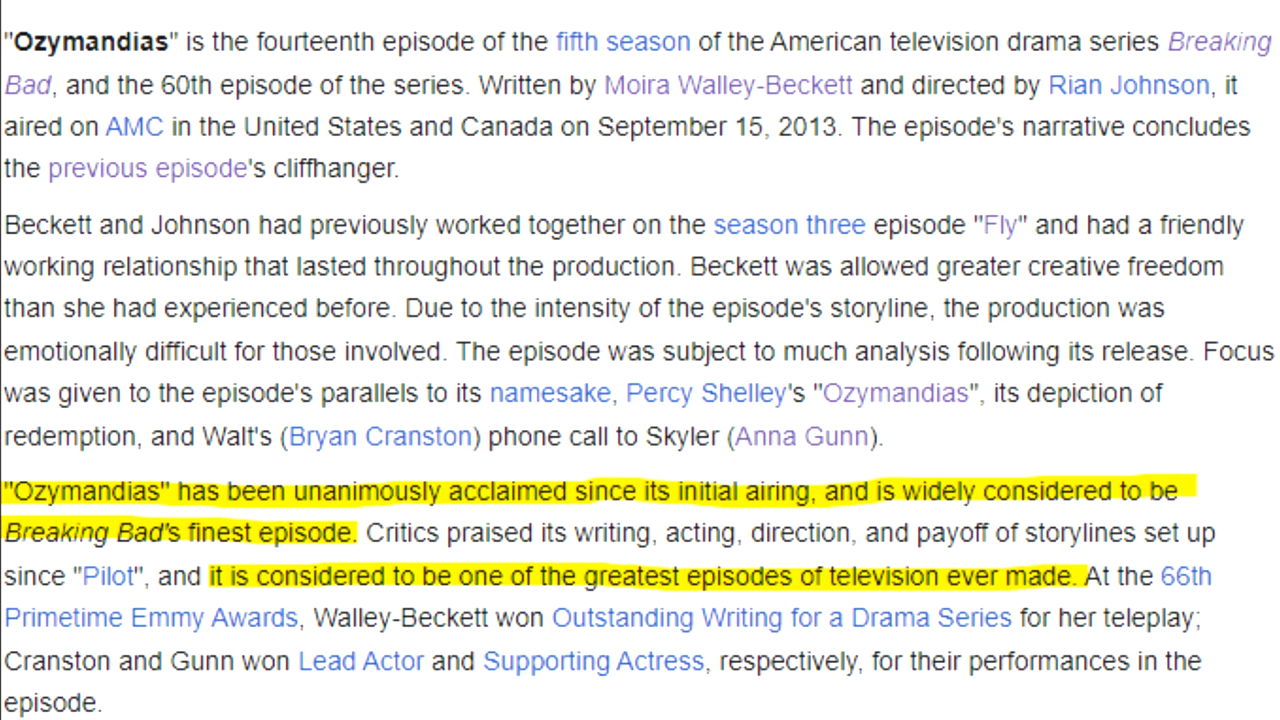 "Ozymandias" is the fourteenth episode of the fifth season of the American television drama series Breaking
Bad, and the 60th episode of the series. Written by Moira Walley-Beckett and directed by Rian Johnson, it
aired on AMC in the United States and Canada on September 15, 2013. The episode's narrative concludes
the previous episode's cliffhanger.
Beckett and Johnson had previously worked together on the season three episode "Fly" and had a friendly
working relationship that lasted throughout the production. Beckett was allowed greater creative freedom
than she had experienced before. Due to the intensity of the episode's storyline, the production was
emotionally difficult for those involved. The episode was subject to much analysis following its release. Focus
was given to the episode's parallels to its namesake, Percy Shelley's "Ozymandias", its depiction of
redemption, and Walt's (Bryan Cranston) phone call to Skyler (Anna Gunn).
"Ozymandias" has been unanimously acclaimed since its initial airing, and is widely considered to be
Breaking Bad's finest episode. Critics praised its writing, acting, direction, and payoff of storylines set up
since "Pilot", and it is considered to be one of the greatest episodes of television ever made. At the 66th
Primetime Emmy Awards, Walley-Beckett won Outstanding Writing for a Drama Series for her teleplay;
Cranston and Gunn won Lead Actor and Supporting Actress, respectively, for their performances in the
episode.